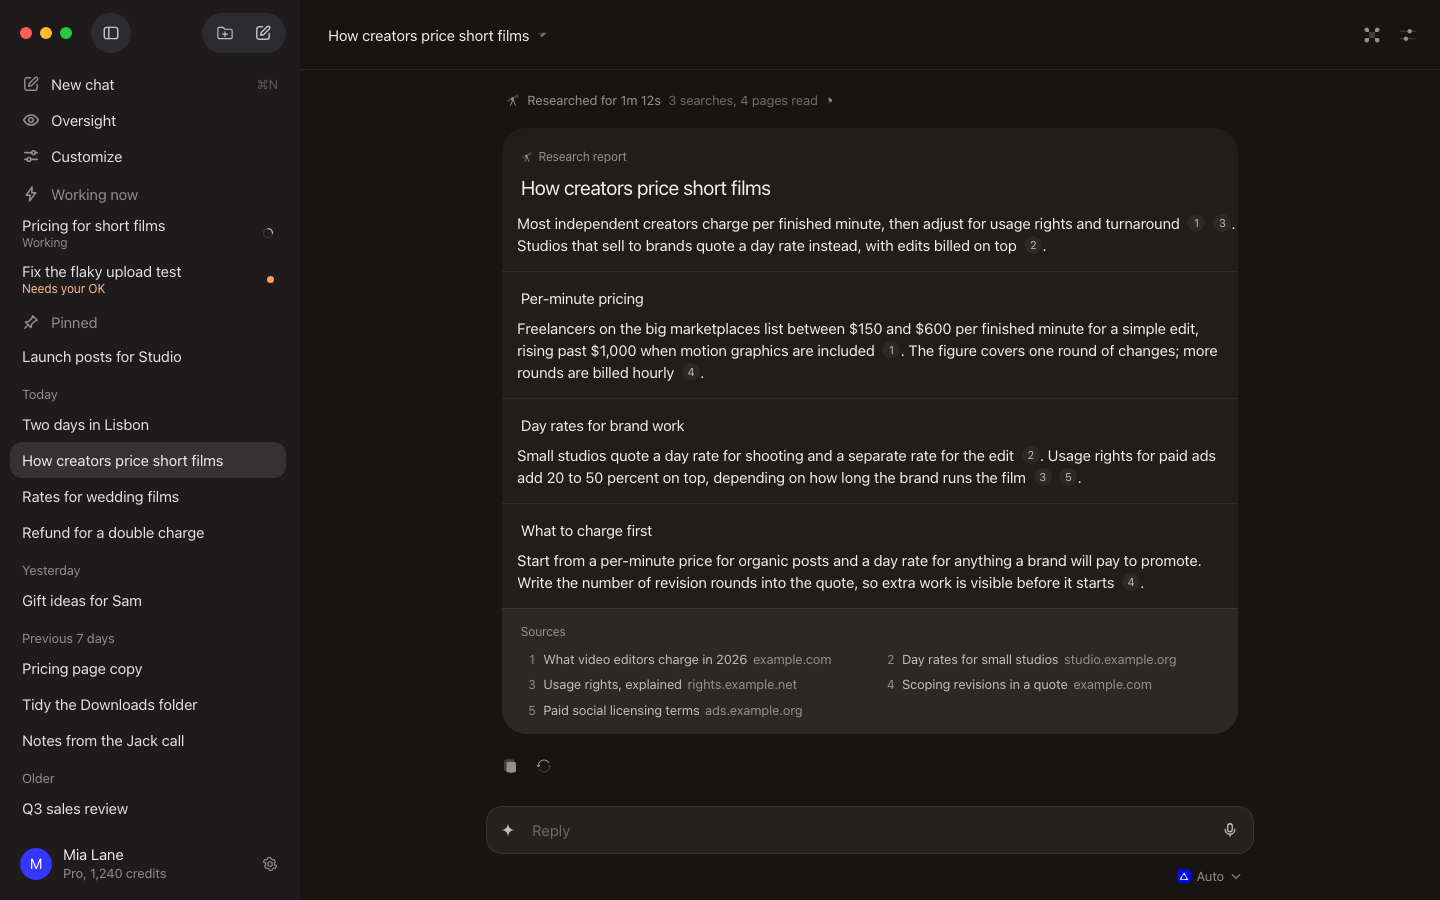 How creators price short films
New chat ⌘N
Oversight
Customize
Working now
Pricing for short films
Working
Fix the flaky upload test
Needs your OK
Pinned
Launch posts for Studio
Today
Two days in Lisbon
How creators price short films
Rates for wedding films
Refund for a double charge
Yesterday
Gift ideas for Sam
Previous 7 days
Pricing page copy
Tidy the Downloads folder
Notes from the Jack call
Older
Q3 sales review
M
Mia Lane
Pro, 1,240 credits
Researched for 1m 12s 3 searches, 4 pages read
Research report
How creators price short films
Most independent creators charge per finished minute, then adjust for usage rights and turnaround 1 3.
Studios that sell to brands quote a day rate instead, with edits billed on top 2.
Per-minute pricing
Freelancers on the big marketplaces list between $150 and $600 per finished minute for a simple edit,
rising past $1,000 when motion graphics are included 1. The figure covers one round of changes; more
rounds are billed hourly 4.
Day rates for brand work
Small studios quote a day rate for shooting and a separate rate for the edit 2. Usage rights for paid ads
add 20 to 50 percent on top, depending on how long the brand runs the film 3 5.
What to charge first
Start from a per-minute price for organic posts and a day rate for anything a brand will pay to promote.
Write the number of revision rounds into the quote, so extra work is visible before it starts 4.
Sources
1 What video editors charge in 2026 example.com
2 Day rates for small studios studio.example.org
3 Usage rights, explained rights.example.net
4 Scoping revisions in a quote example.com
5 Paid social licensing terms ads.example.org
Reply
Auto